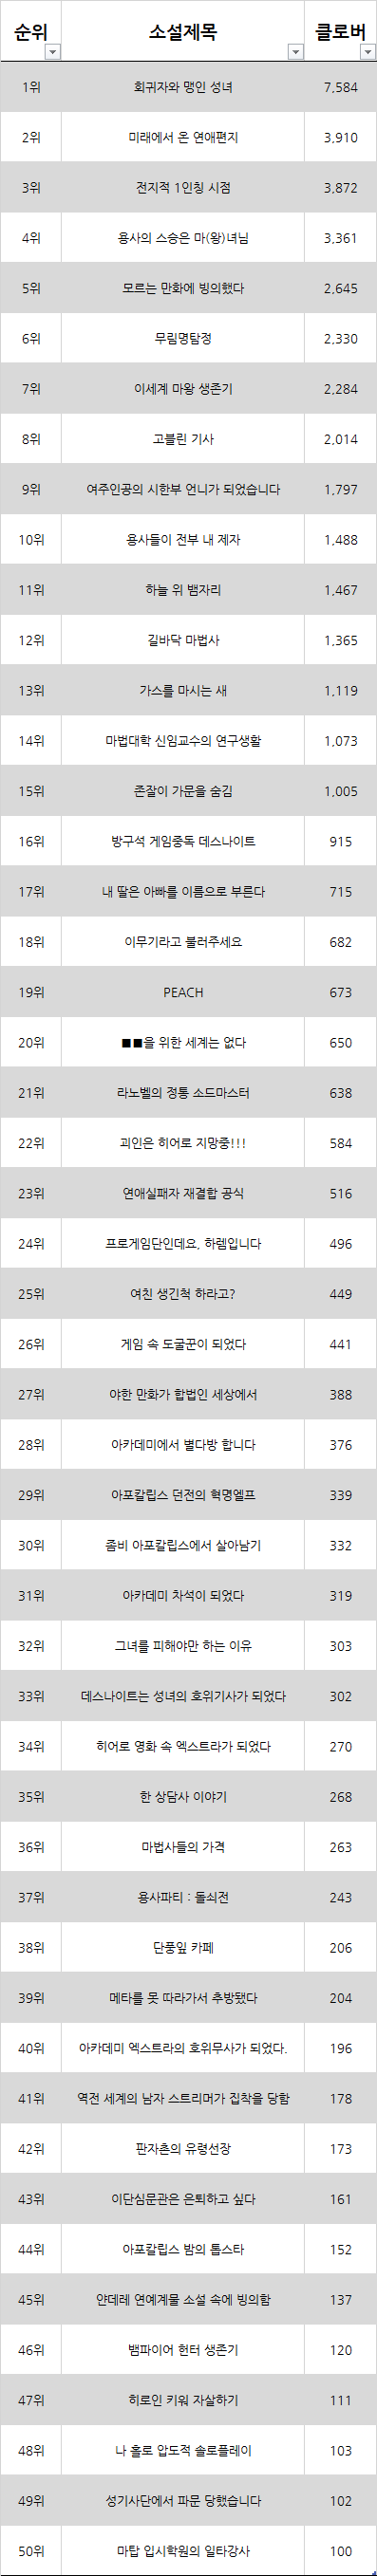 순위 소설제목 클로버
1위 회귀자와 맹인 성녀 7,584
2위 미래에서 온 연애편지 3,910
3위 전지적 1인칭 시점 3,872
4위 용사의 스승은 마(왕)녀님 3,361
5위 모르는 만화에 빙의했다 2,645
6위 무림명탐정 2,330
7위 이세계 마왕 생존기 2,284
8위 고블린 기사 2,014
9위 여주인공의 시한부 언니가 되었습니다 1,797
10위 용사들이 전부 내 제자 1,488
11위 하늘 위 뱀자리 1,467
12위 길바닥 마법사 1,365
13위 가스를 마시는 새 1,119
14위 마법대학 신임교수의 연구생활 1,073
15위 존잘이 가문을 숨김 1,005
16위 방구석 게임중독 데스나이트 915
17위 내 딸은 아빠를 이름으로 부른다 715
18위 이무기라고 불러주세요 682
19위 PEACH 673
20위 ■■을 위한 세계는 없다 650
21위 라노벨의 정통 소드마스터 638
22위 괴인은 히어로 지망중!!! 584
23위 연애실패자 재결합 공식 516
24위 프로게임단인데요, 하렘입니다 496
25위 여친 생긴척 하라고? 449
26위 게임 속 도굴꾼이 되었다 441
27위 야한 만화가 합법인 세상에서 388
28위 아카데미에서 별다방 합니다 376
29위 아포칼립스 던전의 혁명엘프 339
30위 좀비 아포칼립스에서 살아남기 332
31위 아카데미 차석이 되었다 319
32위 그녀를 피해야만 하는 이유 303
33위 데스나이트는 성녀의 호위기사가 되었다 302
34위 히어로 영화 속 엑스트라가 되었다 270
35위 한 상담사 이야기 268
36위 마법사들의 가격 263
37위 용사파티 : 돌쇠전 243
38위 단풍잎 카페 206
39위 메타를 못 따라가서 추방됐다 204
40위 아카데미 엑스트라의 호위무사가 되었다. 196
41위 역전 세계의 남자 스트리머가 집착을 당함 178
42위 판자촌의 유령선장 173
43위 이단심문관은 은퇴하고 싶다 161
44위 아포칼립스 밤의 톱스타 152
45위 얀데레 연예계물 소설 속에 빙의함 137
46위 뱀파이어 헌터 생존기 120
47위 히로인 키워 자살하기 111
48위 나 홀로 압도적 솔로플레이 103
49위 성기사단에서 파문 당했습니다 102
50위 마탑 입시학원의 일타강사 100